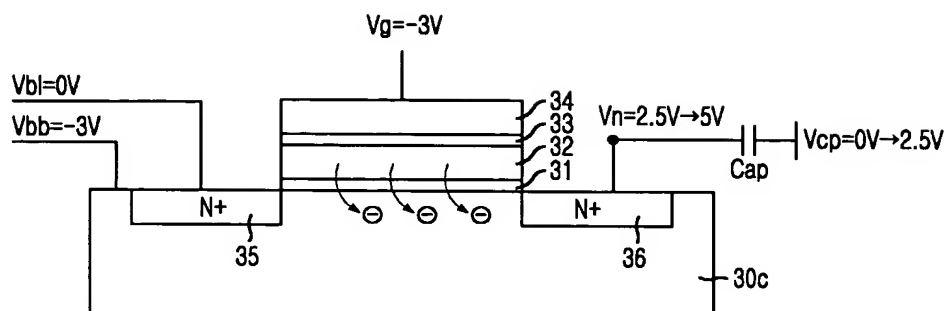 Vg=-3V
Vbl=0V
Vbb=-3V
34
33
32
31
Vn=2.5V→5V
Vcp=0V→2.5V
Cap
N+
N+
⊖ ⊖ ⊖
35
36
30c